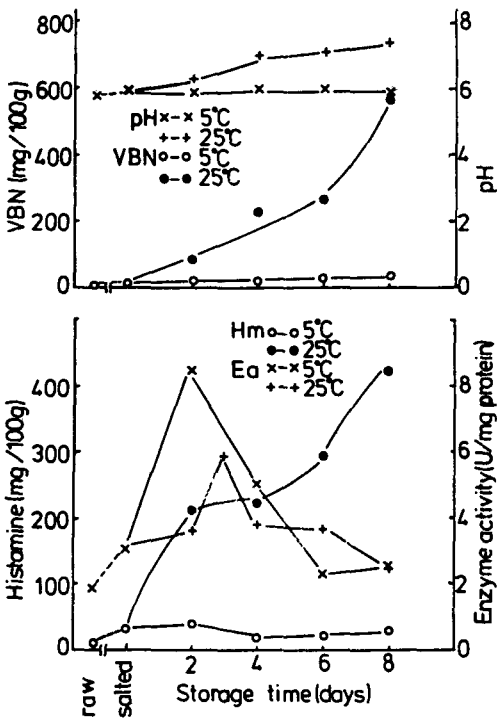 800
600
400
200
0
VBN (mg/100g)
8
6
4
2
0
pH
pH x--x 5°C
+--+ 25°C
VBN o-o 5°C
●-● 25°C
400
300
200
100
0
Histamine (mg/100g)
8
6
4
2
0
Enzyme activity (U/mg protein)
Hm o-o 5°C
●-● 25°C
Ea x--x 5°C
+--+ 25°C
raw
salted
2 4 6 8
Storage time (days)